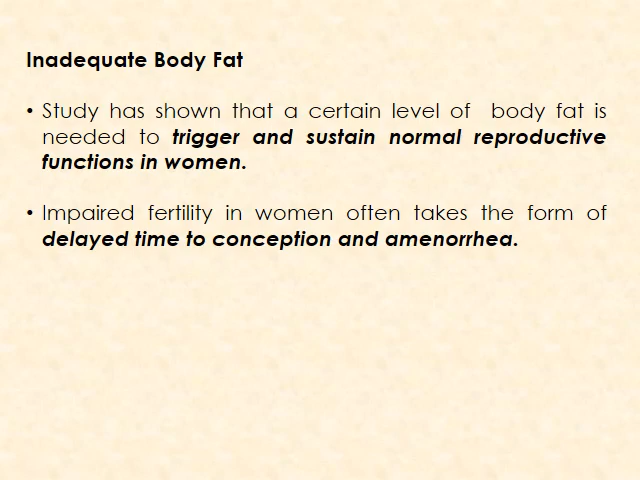 Inadequate Body Fat
• Study has shown that a certain level of body fat is
needed to trigger and sustain normal reproductive
functions in women.
• Impaired fertility in women often takes the form of
delayed time to conception and amenorrhea.